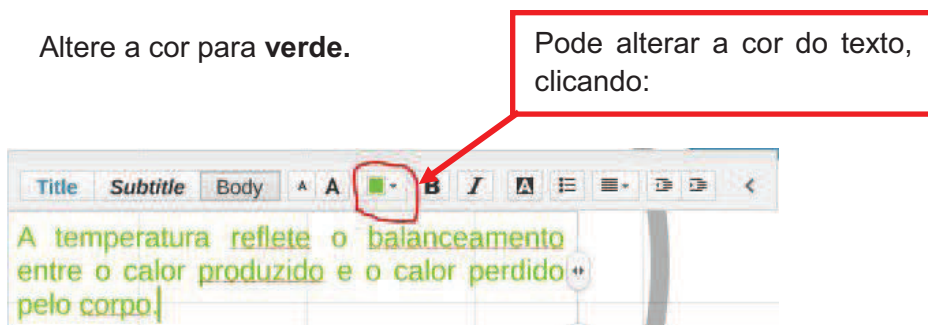 Altere a cor para verde.
Pode alterar a cor do texto,
clicando:
Title Subtitle Body A A B I A
A temperatura reflete o balanceamento
entre o calor produzido e o calor perdido
pelo corpo.